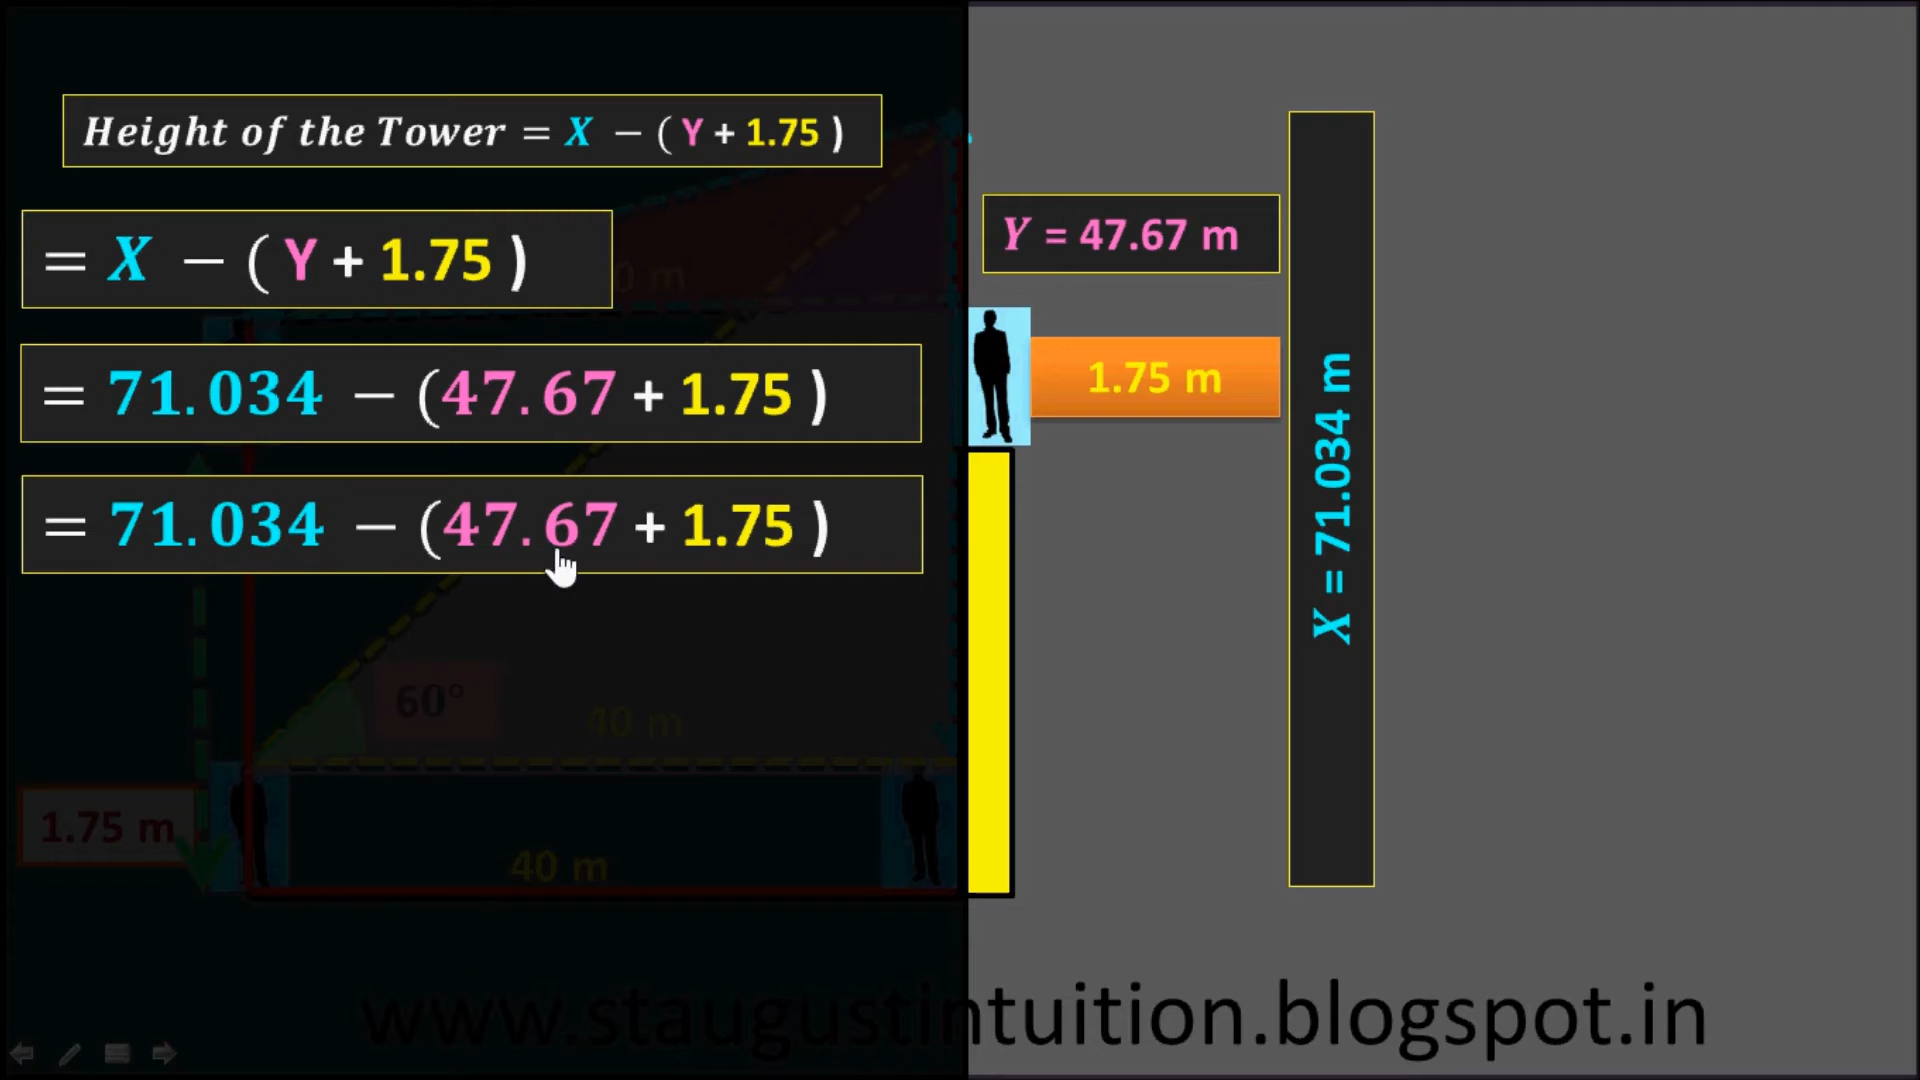 Height of the Tower = X − ( Y + 1.75 )
= X − ( Y + 1.75 )
= 71.034 − (47.67 + 1.75 )
= 71.034 − (47.67 + 1.75 )
Y = 47.67 m
1.75 m
X = 71.034 m
0 m
60°
40 m
1.75 m
40 m
www.staugustintuition.blogspot.in